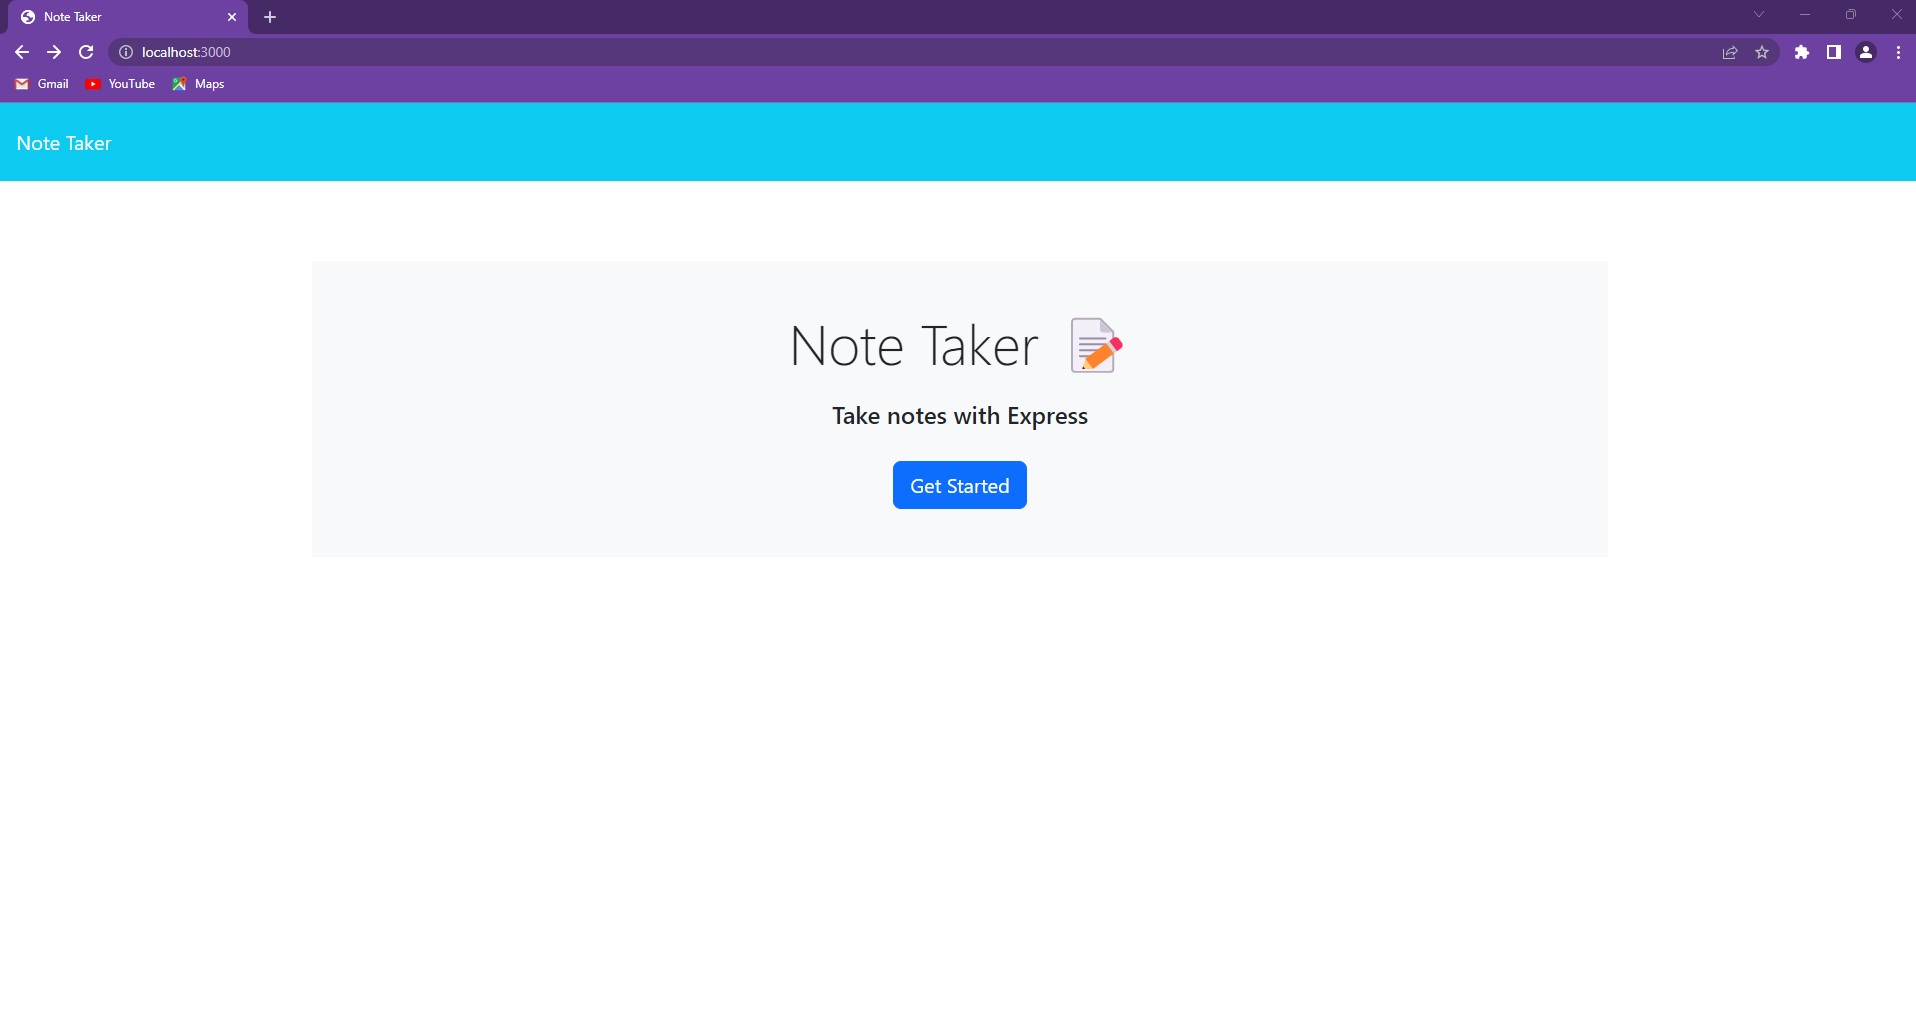 Note Taker
localhost:3000
Gmail YouTube Maps
Note Taker
Note Taker
Take notes with Express
Get Started